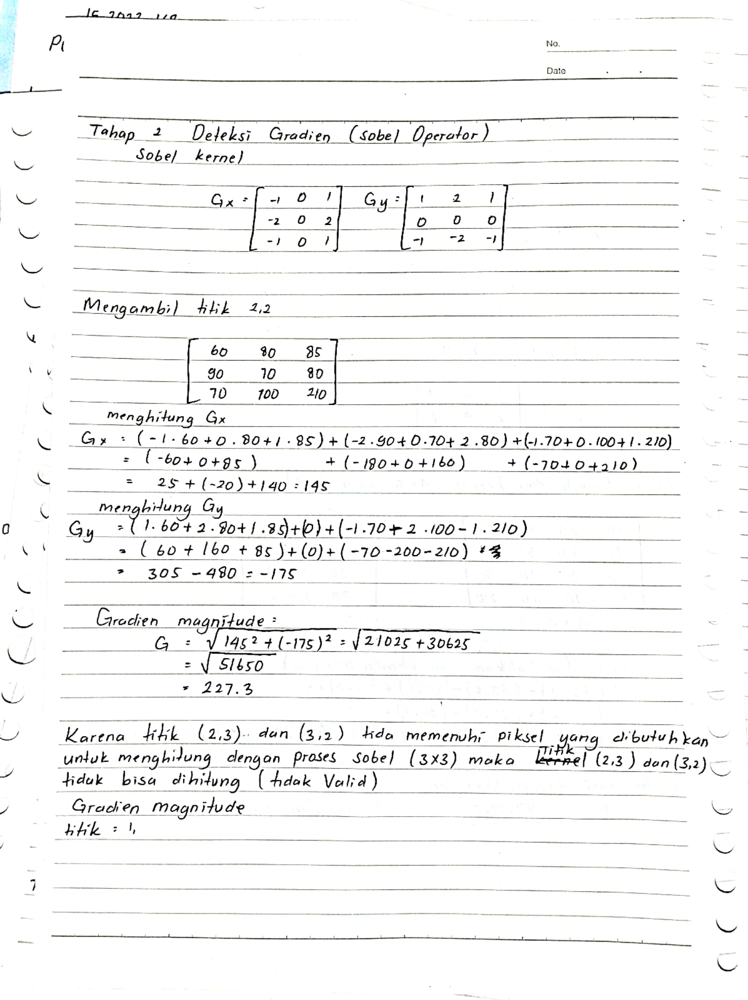 P1
No.
Date
Tahap 2 Deteksi Gradien (Sobel Operator)
Sobel kernel
Gx = [ -1 0 1 Gy = [ 1 2 1
-2 0 2 0 0 0
-1 0 1 ] -1 -2 -1 ]
Mengambil titik 2,2
60 80 85
90 70 80
70 100 210
menghitung Gx
Gx = (-1 . 60 + 0 . 80 + 1 . 85) + (-2 . 90 + 0 . 70 + 2 . 80) + (-1 . 70 + 0 . 100 + 1 . 210)
= (-60 + 0 + 85) + (-180 + 0 + 160) + (-70 + 0 + 210)
= 25 + (-20) + 140 = 145
menghitung Gy
Gy = (1 . 60 + 2 . 80 + 1 . 85) + (0) + (-1 . 70 + 2 . 100 - 1 . 210)
= (60 + 160 + 85) + (0) + (-70 - 200 - 210)
= 305 - 480 = -175
Gradien magnitude =
G = √145² + (-175)² = √21025 + 30625
= √51650
= 227.3
Karena titik (2,3) dan (3,2) tida memenuhi piksel yang dibutuhkan
untuk menghitung dengan proses sobel (3x3) maka kernel Titik (2,3) dan (3,2)
tidak bisa dihitung (tidak Valid)
Gradien magnitude
titik = 1,